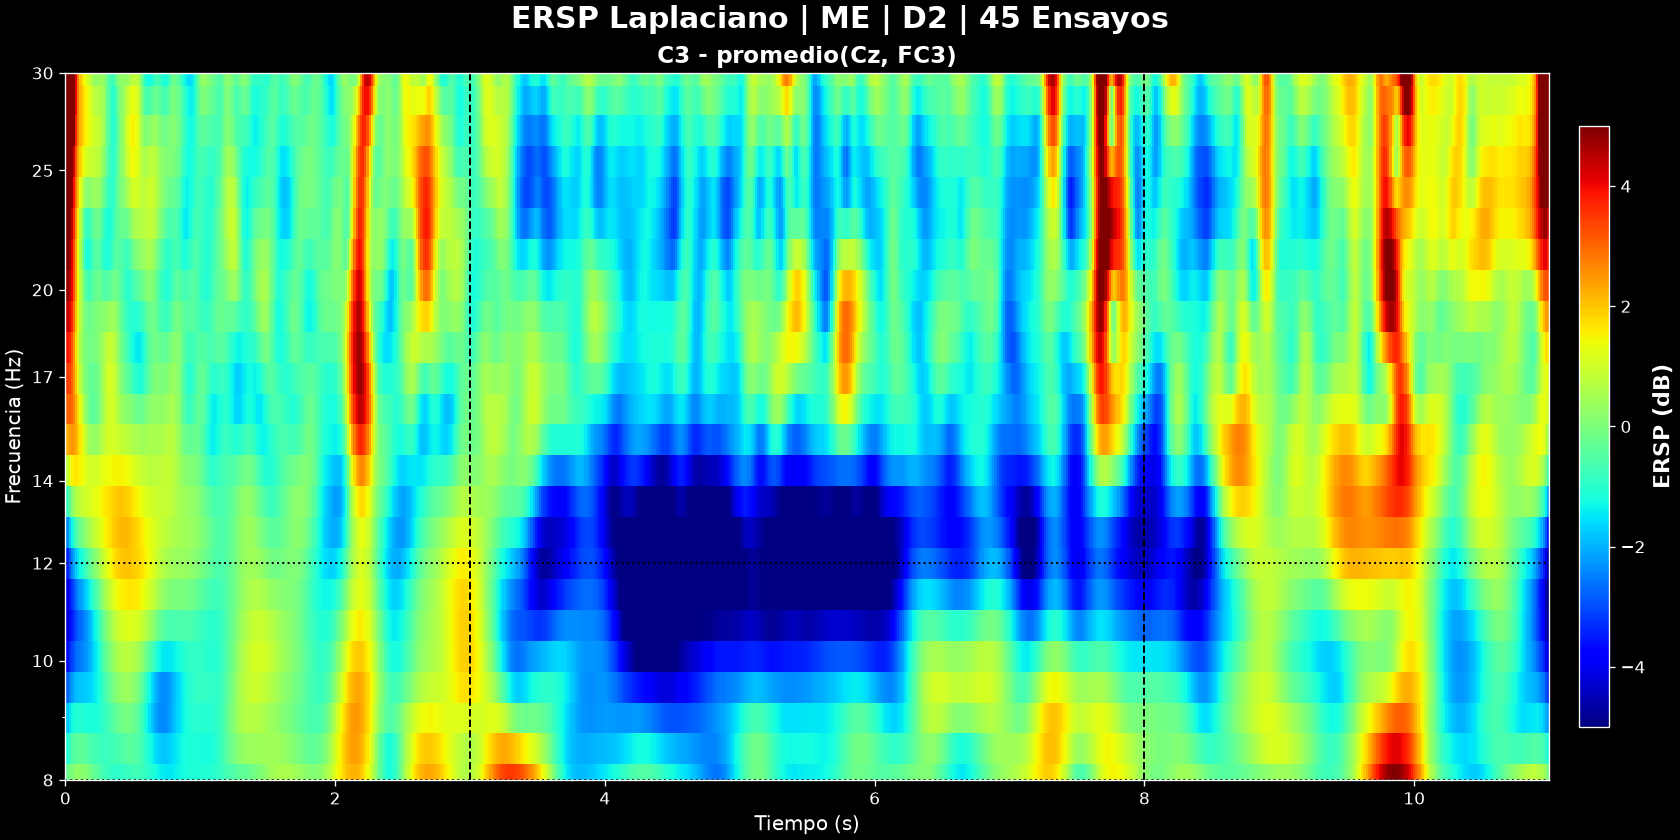 ERSP Laplaciano | ME | D2 | 45 Ensayos
C3 - promedio(Cz, FC3)
30
25
20
17
14
12
10
8
Frecuencia (Hz)
0 2 4 6 8 10
Tiempo (s)
4
2
0
−2
−4
ERSP (dB)